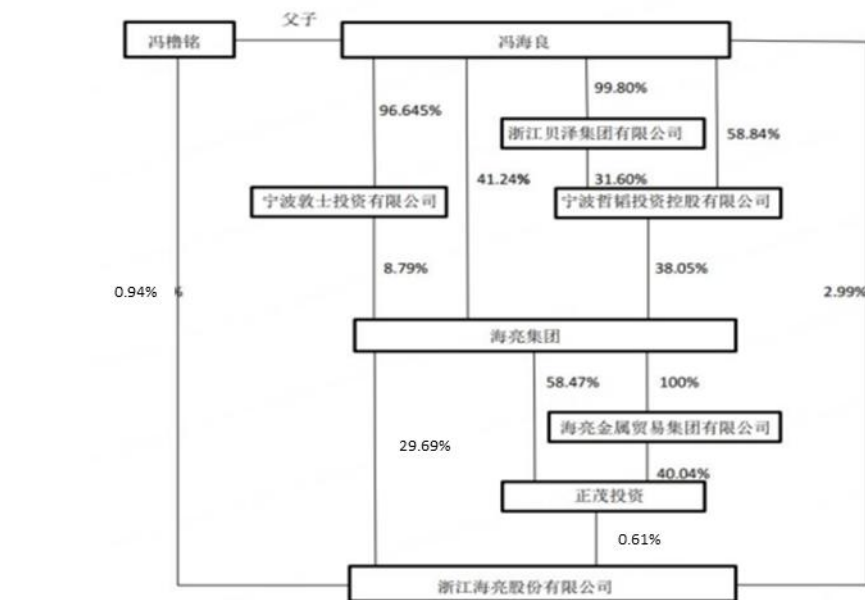 父子
冯橹铭
冯海良
99.80%
96.645%
浙江贝泽集团有限公司
58.84%
41.24%
31.60%
宁波敦士投资有限公司
宁波哲韬投资控股有限公司
8.79%
38.05%
0.94%
2.99%
海亮集团
58.47%
100%
海亮金属贸易集团有限公司
29.69%
40.04%
正茂投资
0.61%
浙江海亮股份有限公司